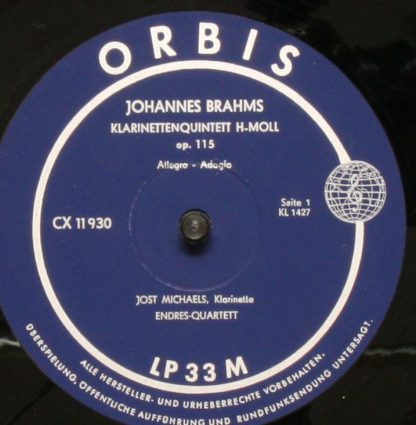 ORBIS
JOHANNES BRAHMS
KLARINETTENQUINTETT H-MOLL
op. 115
Allegro - Adagio
CX 11930
Seite 1
KL 1427
JOST MICHAELS, Klarinette
ENDRES-QUARTETT
LP 33 M
ALLE HERSTELLER- UND URHEBERRECHTE VORBEHALTEN.
ÜBERSPIELUNG, ÖFFENTLICHE AUFFÜHRUNG UND RUNDFUNKSENDUNG UNTERSAGT.